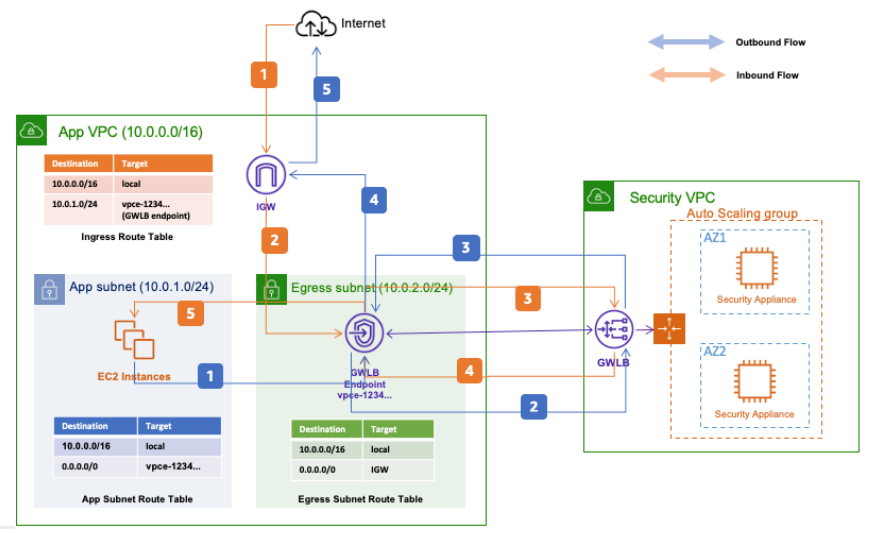 Internet
Outbound Flow
Inbound Flow
1
5
App VPC (10.0.0.0/16)
Destination Target
10.0.0.0/16 local
10.0.1.0/24 vpce-1234...
(GWLB endpoint)
Ingress Route Table
IGW
4
2
3
Security VPC
Auto Scaling group
AZ1
Security Appliance
App subnet (10.0.1.0/24)
Egress subnet (10.0.2.0/24)
3
5
EC2 Instances
1
GWLB
Endpoint
vpce-1234...
4
2
GWLB
AZ2
Security Appliance
Destination Target
10.0.0.0/16 local
0.0.0.0/0 vpce-1234...
App Subnet Route Table
Destination Target
10.0.0.0/16 local
0.0.0.0/0 IGW
Egress Subnet Route Table